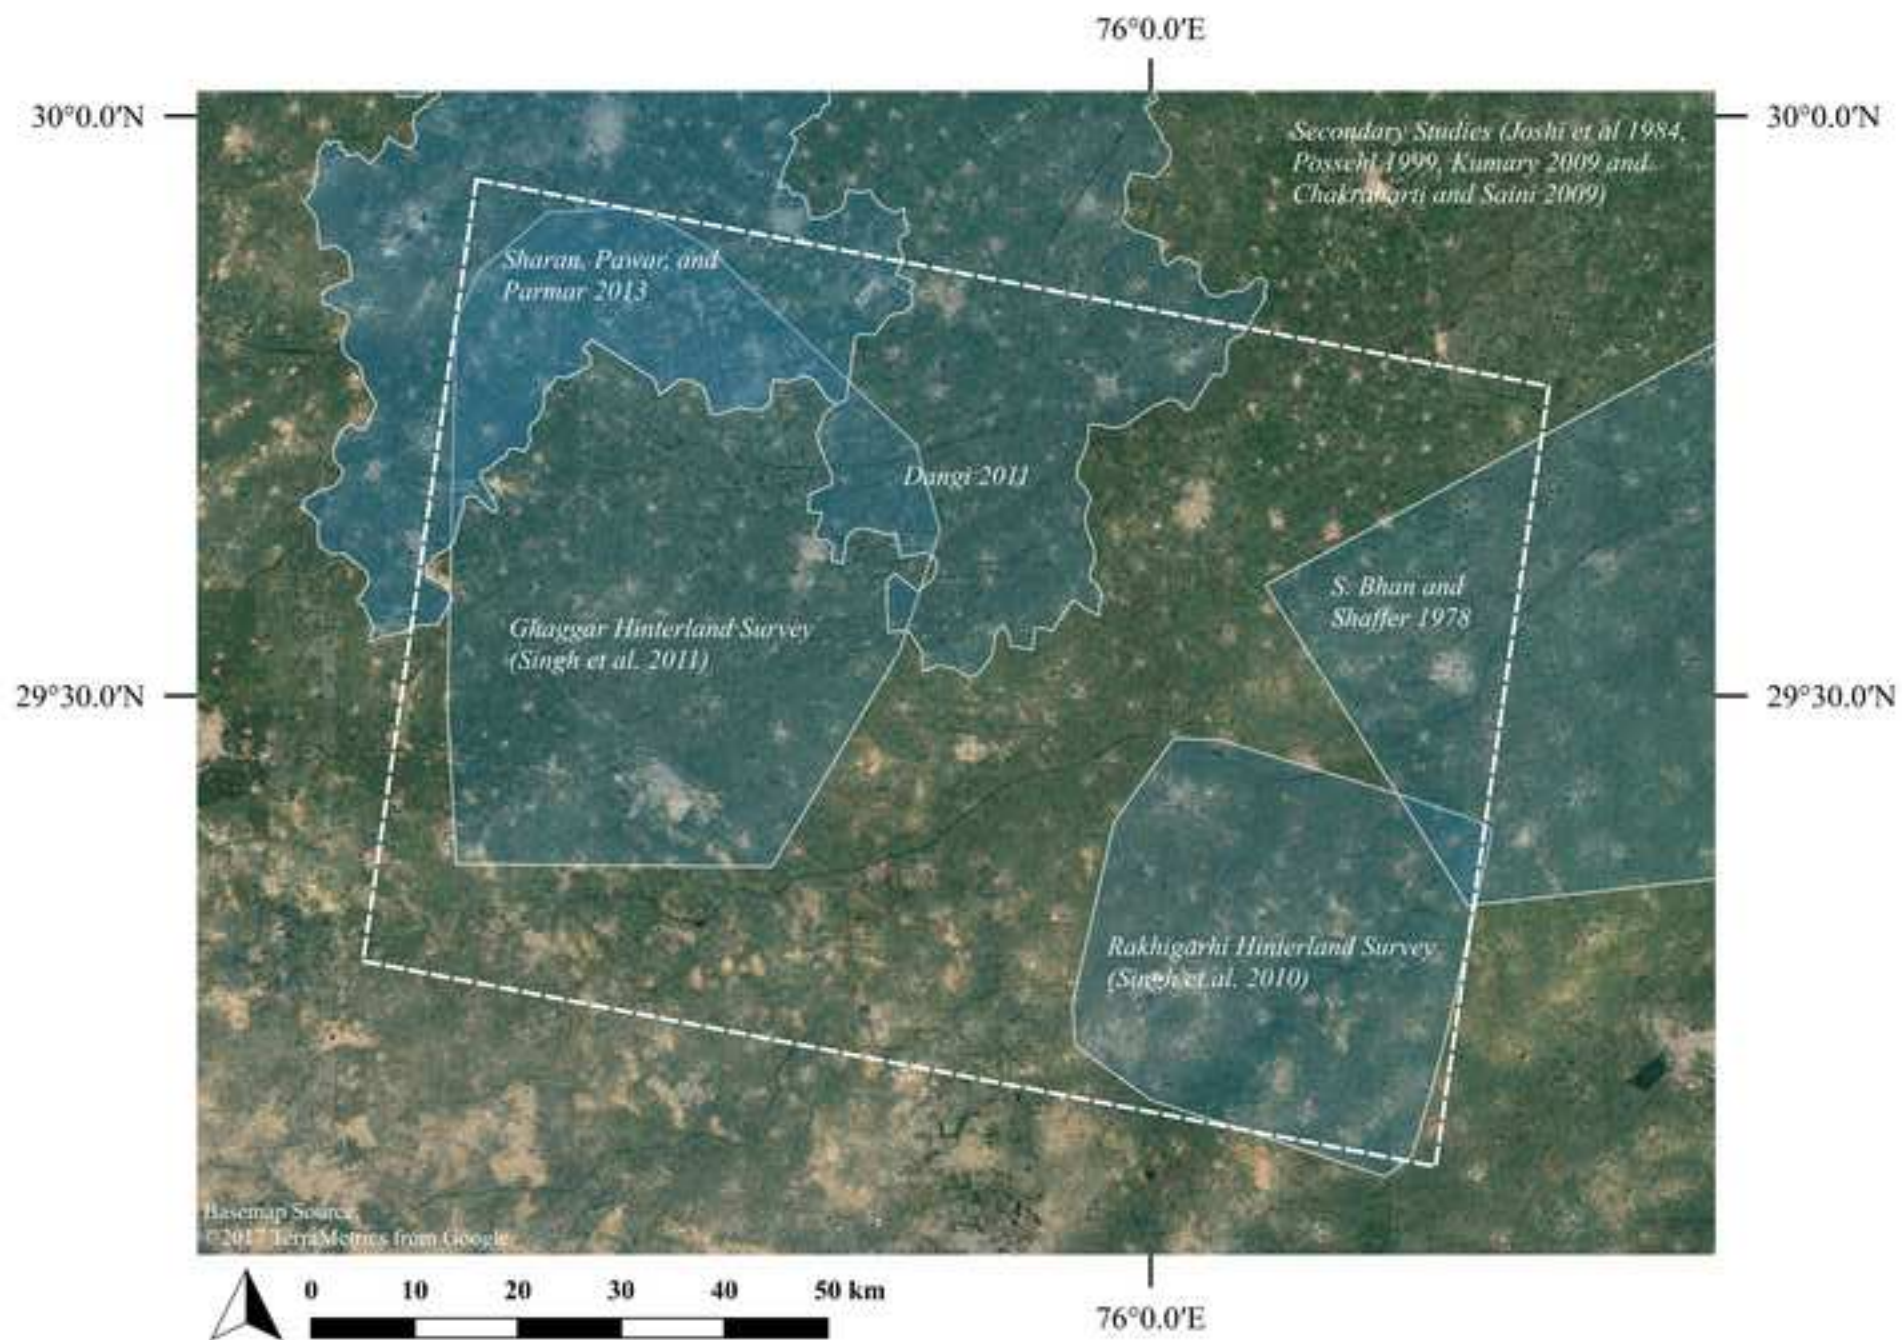 76°0.0′E
30°0.0′N
30°0.0′N
Secondary Studies (Joshi et al 1984,
Possehl 1999, Kumary 2009 and
Chakrabarti and Saini 2009)
Sharan, Pawar, and
Parmar 2013
Dangi 2011
S. Bhan and
Shaffer 1978
Ghaggar Hinterland Survey
(Singh et al. 2011)
29°30.0′N
29°30.0′N
Rakhigarhi Hinterland Survey
(Singh et al. 2010)
Basemap Source:
©2017 TerraMetrics from Google
0 10 20 30 40 50 km
76°0.0′E